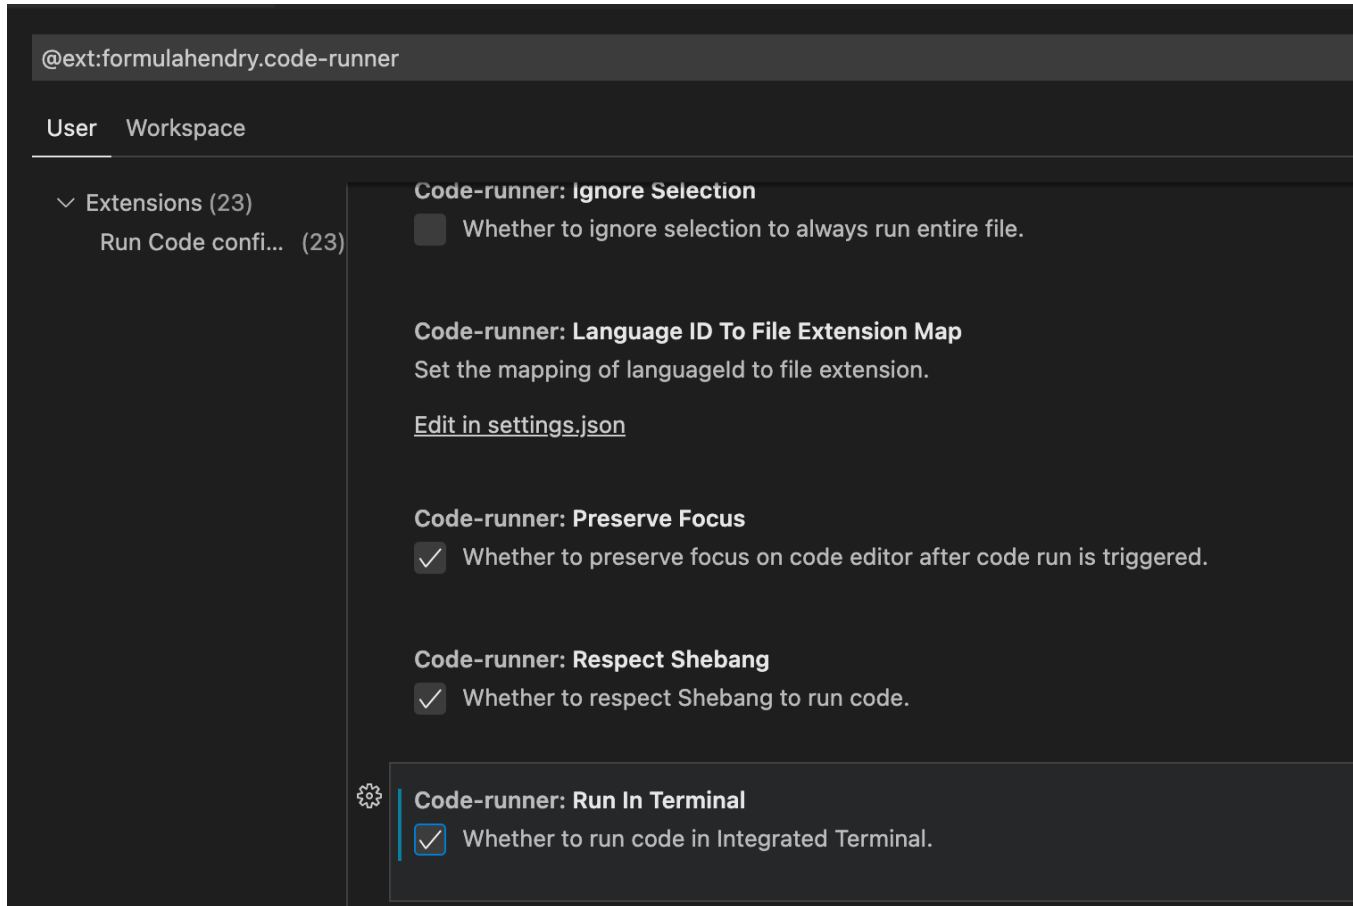 @ext:formulahendry.code-runner
User Workspace
Extensions (23)
Run Code confi... (23)
Code-runner: Ignore Selection
Whether to ignore selection to always run entire file.
Code-runner: Language ID To File Extension Map
Set the mapping of languageId to file extension.
Edit in settings.json
Code-runner: Preserve Focus
Whether to preserve focus on code editor after code run is triggered.
Code-runner: Respect Shebang
Whether to respect Shebang to run code.
Code-runner: Run In Terminal
Whether to run code in Integrated Terminal.